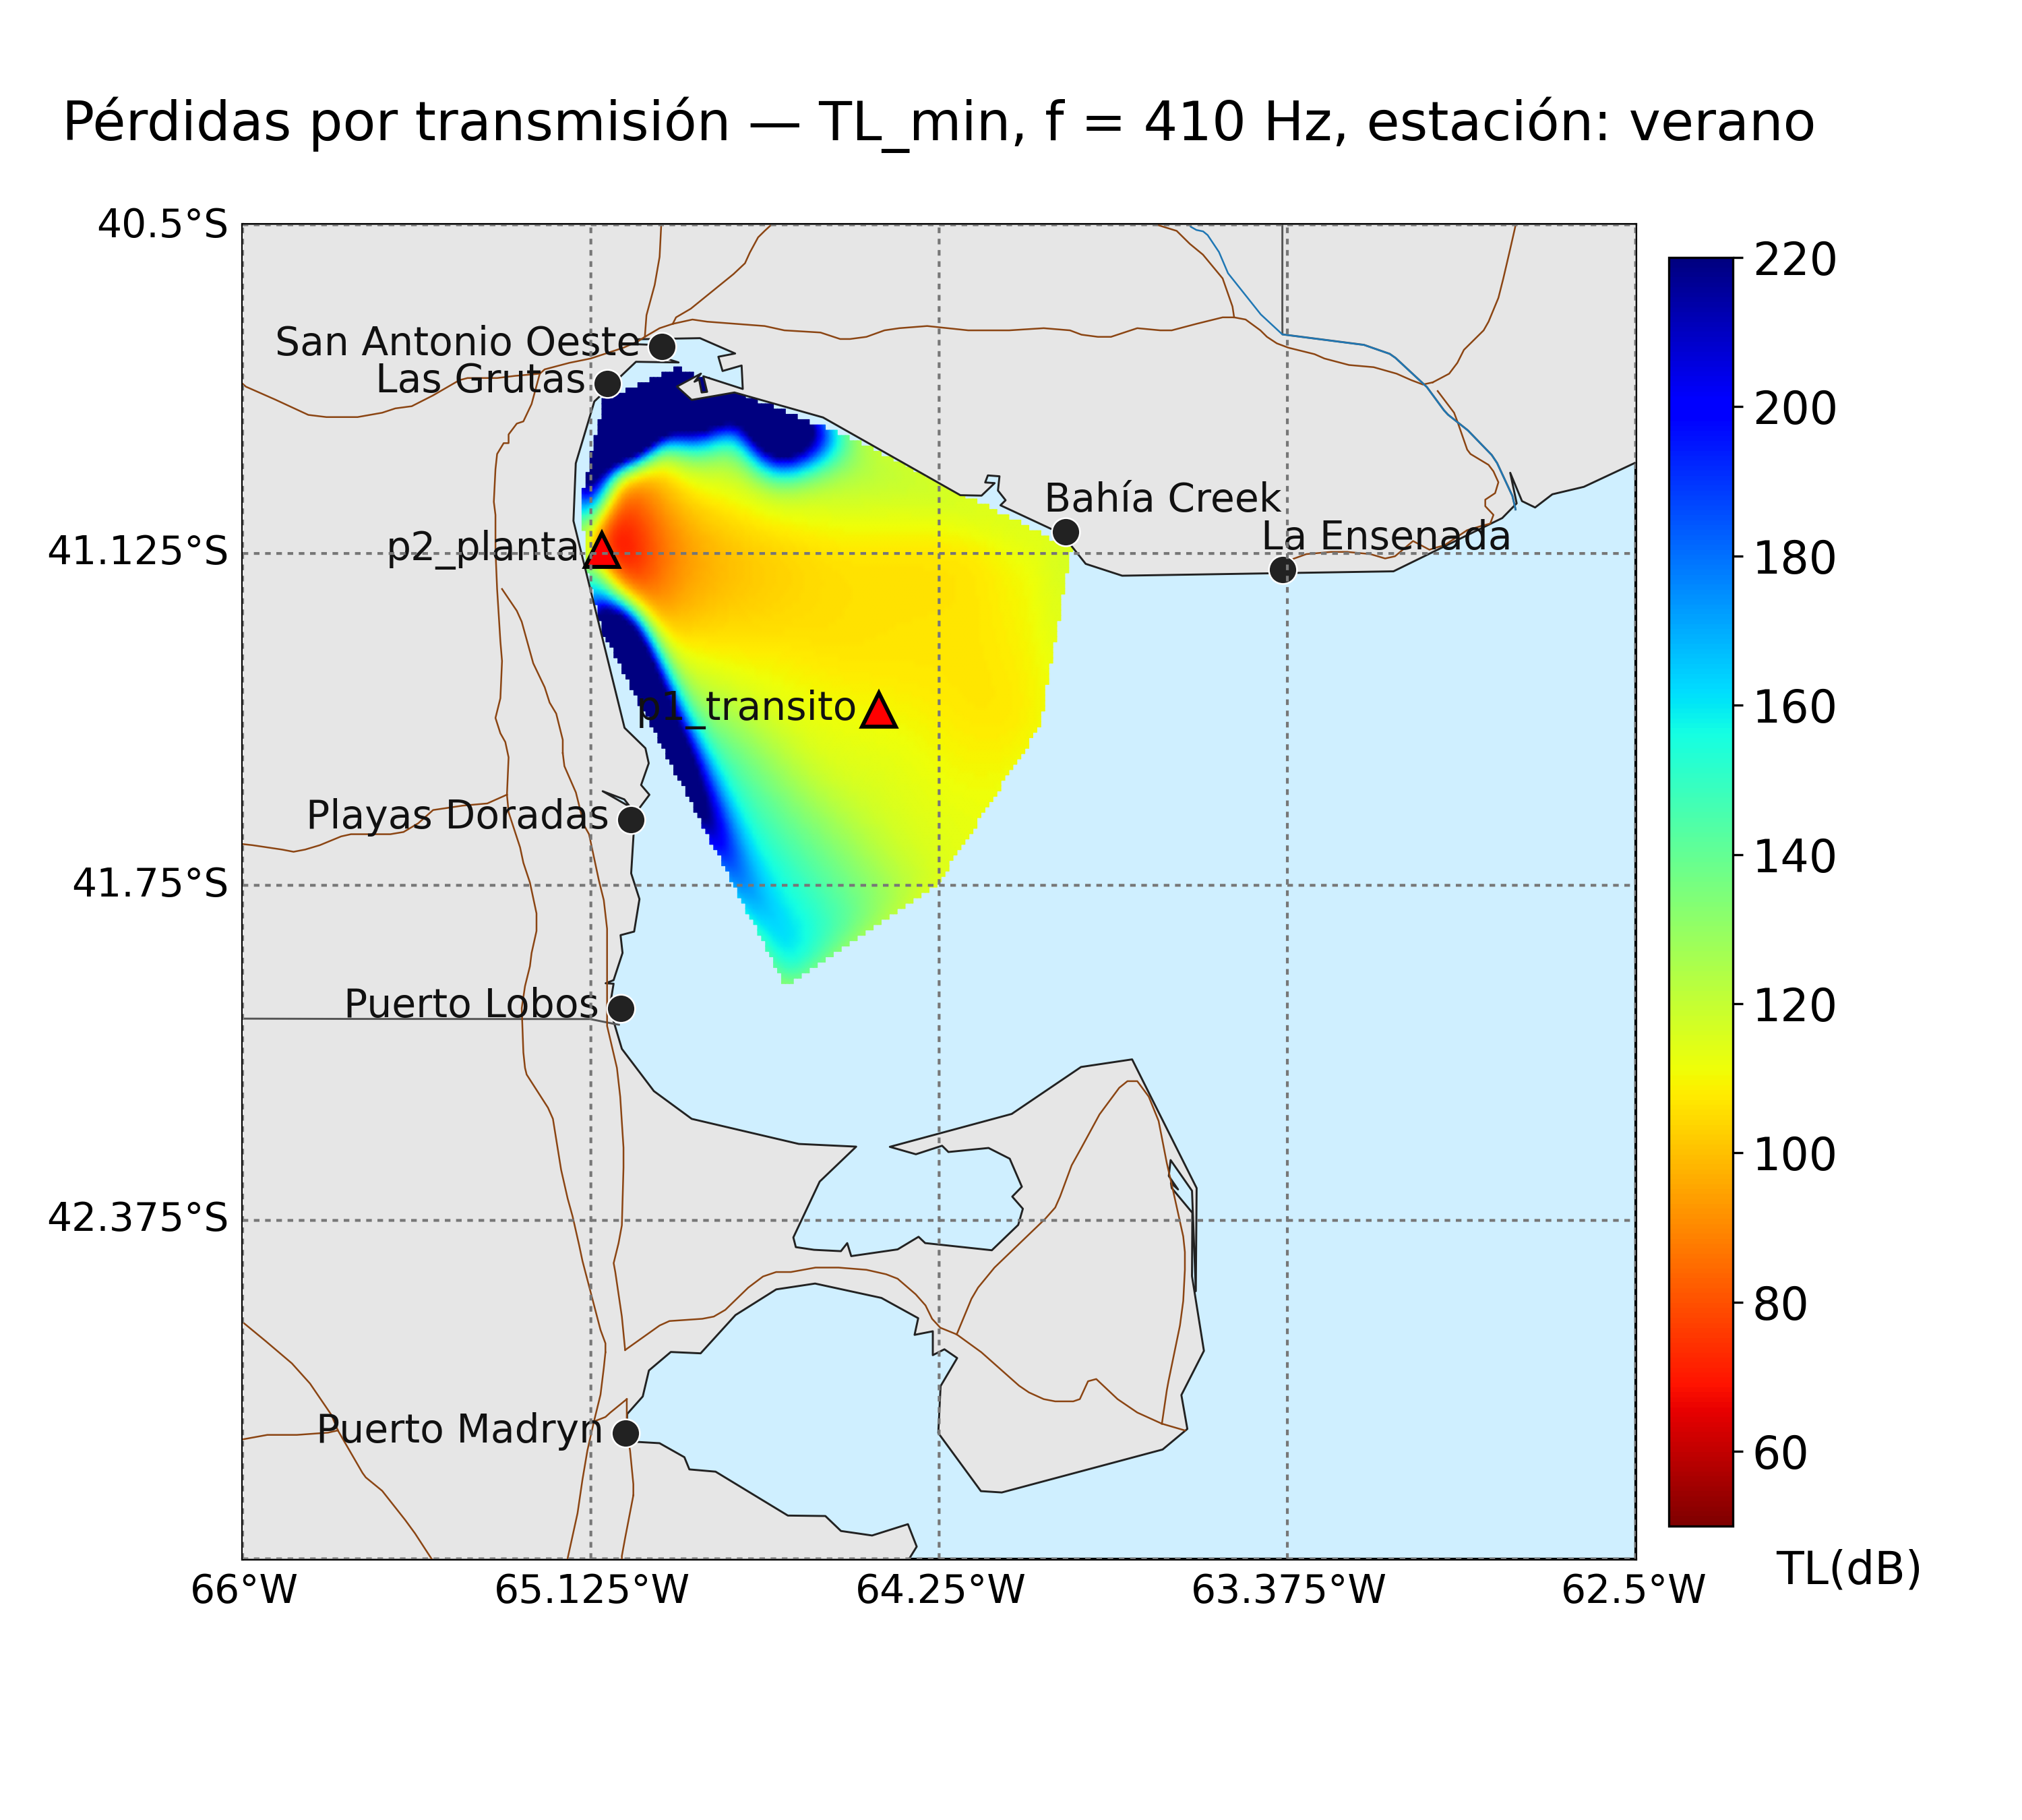 Pérdidas por transmisión — TL_min, f = 410 Hz, estación: verano
40.5°S
220
San Antonio Oeste
Las Grutas
200
Bahía Creek
La Ensenada
p2_planta
41.125°S
180
p1_transito
160
Playas Doradas
140
41.75°S
Puerto Lobos
120
100
42.375°S
80
Puerto Madryn
60
TL(dB)
66°W
65.125°W
64.25°W
63.375°W
62.5°W